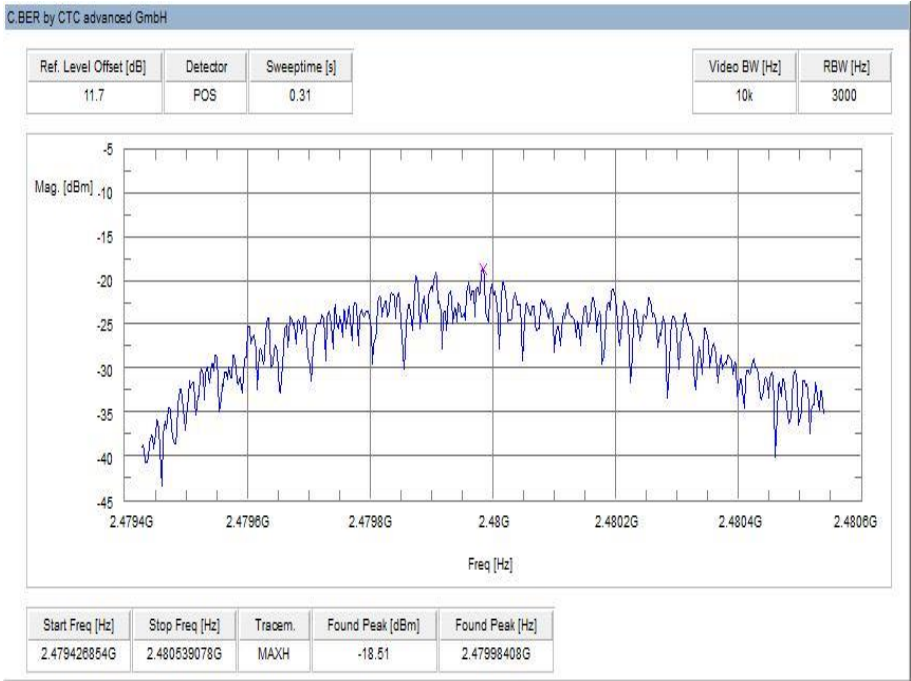 C.BER by CTC advanced GmbH
Ref. Level Offset [dB] Detector Sweeptime [s] Video BW [Hz] RBW [Hz]
11.7 POS 0.31 10k 3000
-5
Mag. [dBm] -10
-15
-20
-25
-30
-35
-40
-45
2.4794G 2.4796G 2.4798G 2.48G 2.4802G 2.4804G 2.4806G
Freq [Hz]
Start Freq [Hz] Stop Freq [Hz] Tracem. Found Peak [dBm] Found Peak [Hz]
2.479426854G 2.480539078G MAXH -18.51 2.47998408G